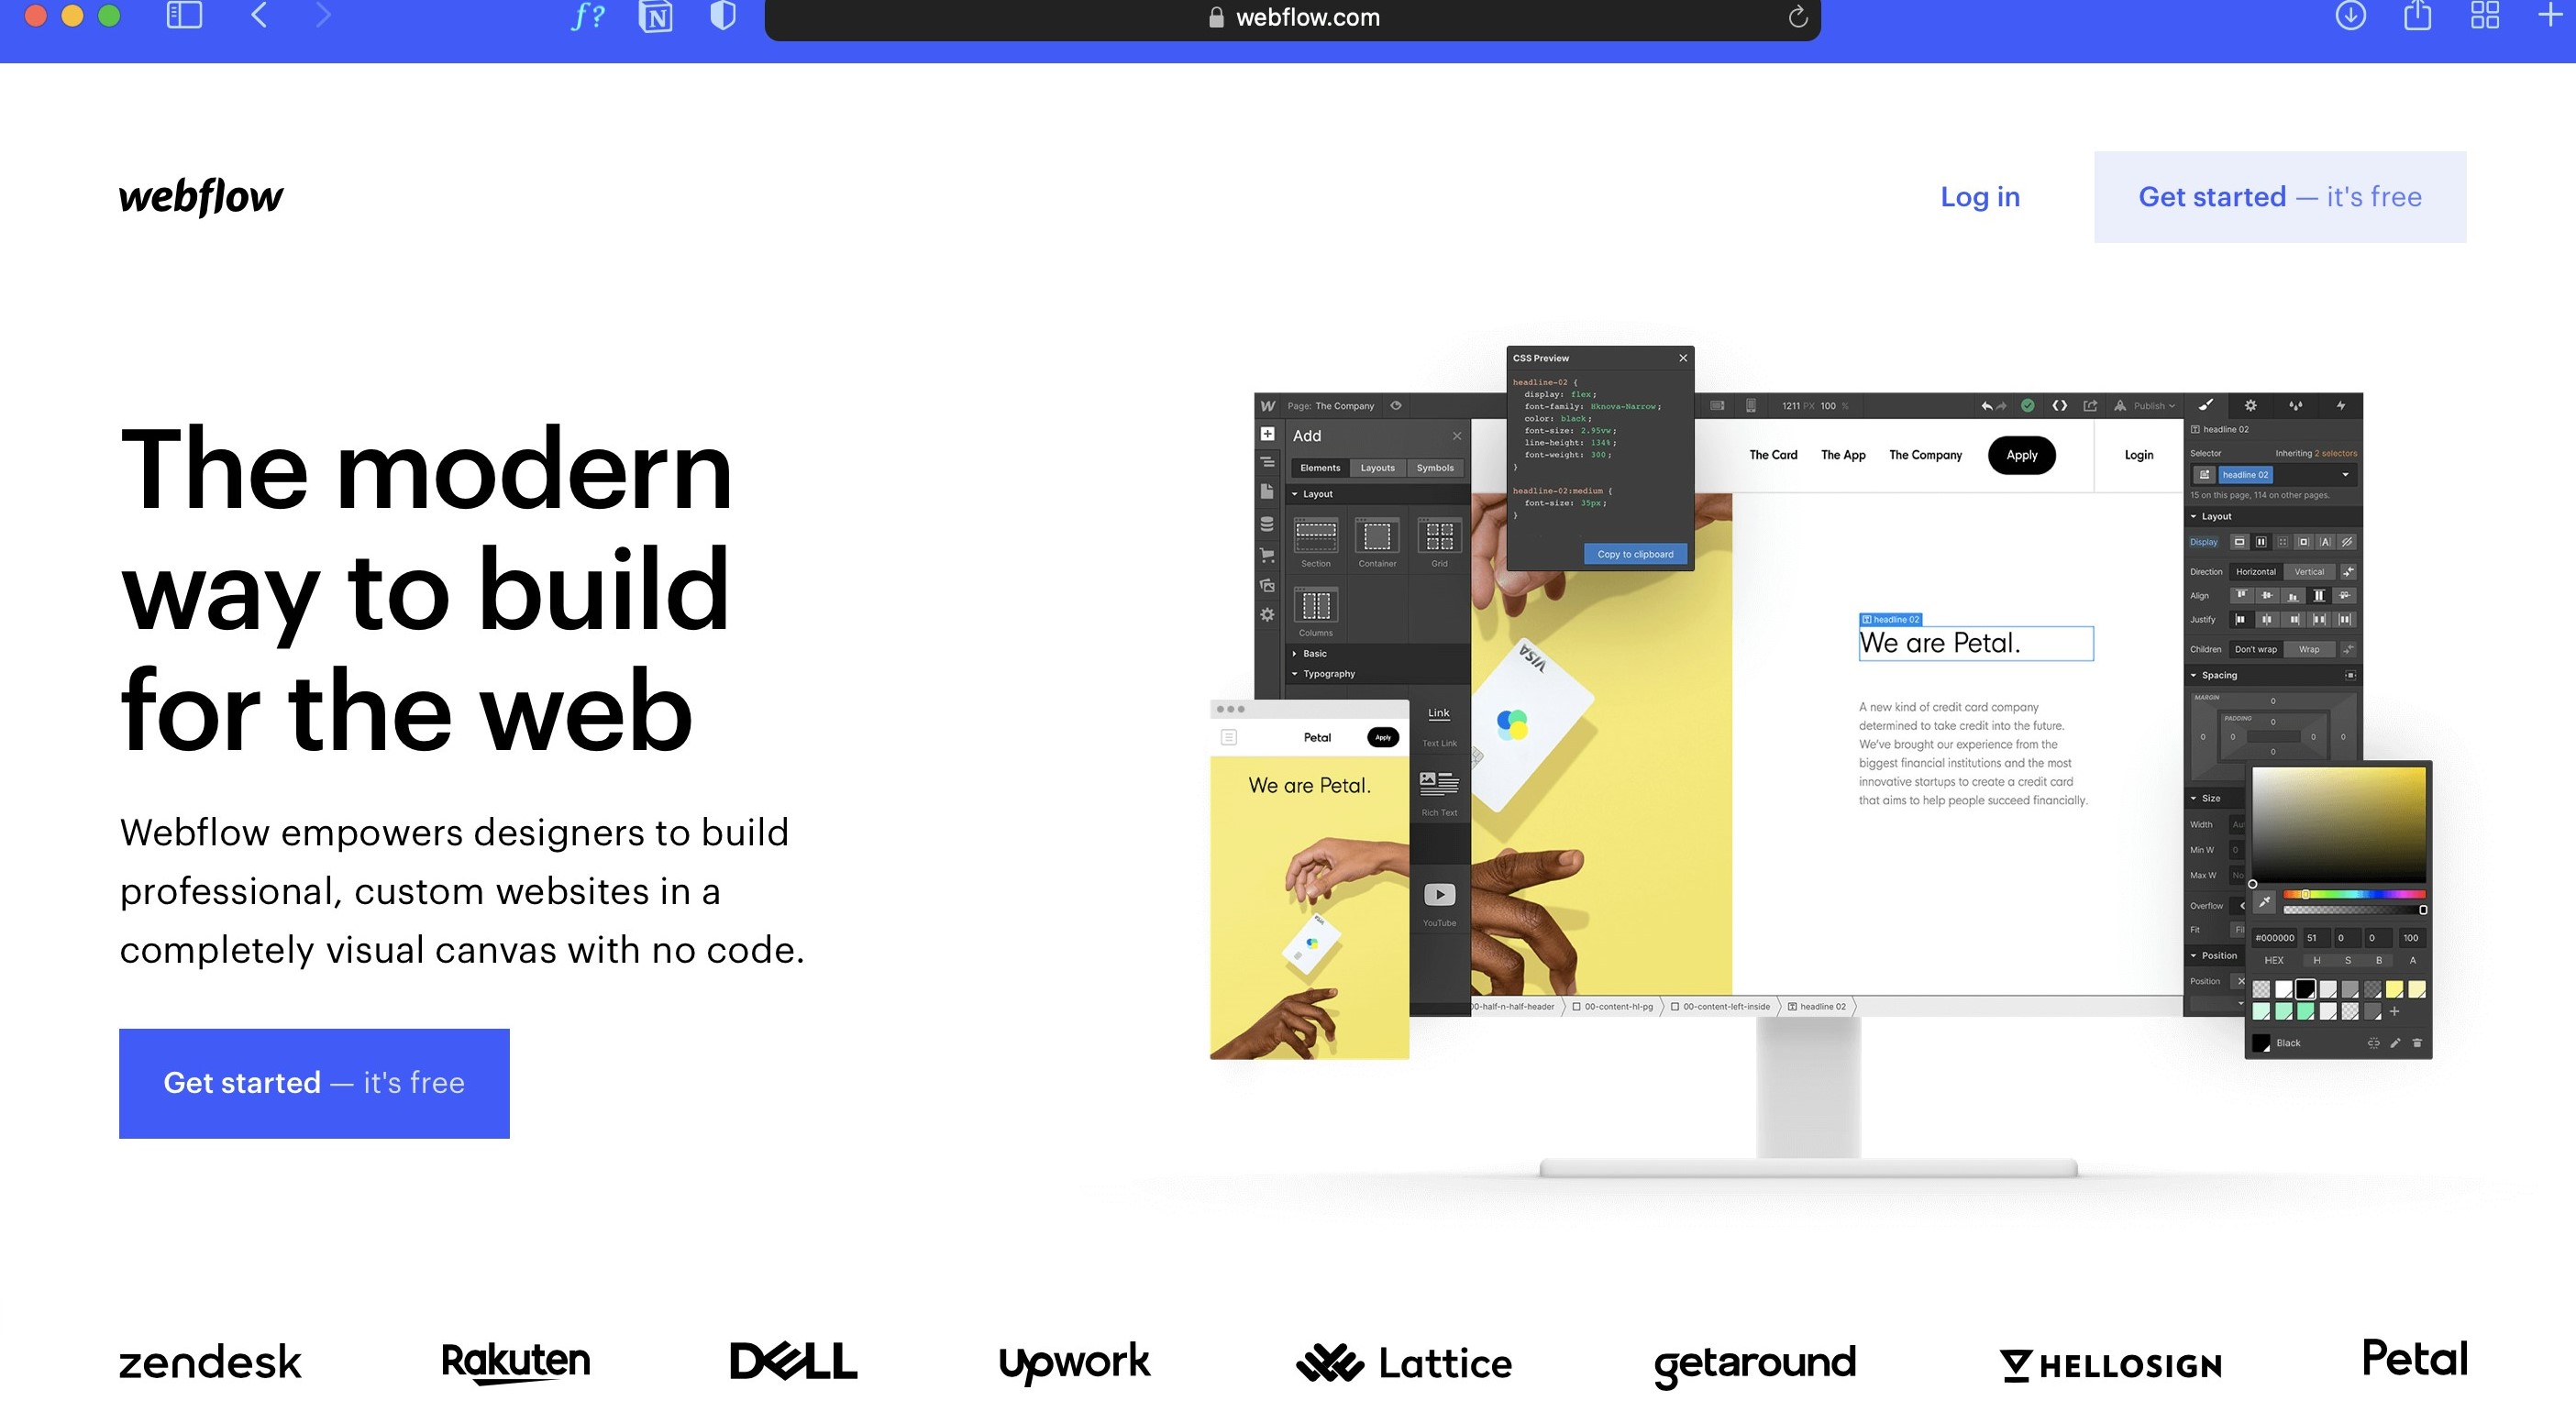 webflow.com
webflow
Log in
Get started — it's free
The modern
way to build
for the web
Webflow empowers designers to build
professional, custom websites in a
completely visual canvas with no code.
Get started — it's free
CSS Preview
headline-02 {
display: flex;
font-family: Hknova-Narrow;
color: black;
font-size: 2.95vw;
line-height: 134%;
font-weight: 300;
}
headline-02:medium {
font-size: 35px;
}
Copy to clipboard
Page: The Company
1211 PX 100 %
Publish
Add
Elements Layouts Symbols
Layout
Section Container Grid
Columns
Basic
Typography
Link
Text Link
Rich Text
YouTube
The Card The App The Company Apply Login
VISA
headline 02
We are Petal.
A new kind of credit card company
determined to take credit into the future.
We've brought our experience from the
biggest financial institutions and the most
innovative startups to create a credit card
that aims to help people succeed financially.
00-half-n-half-header 00-content-hl-pg 00-content-left-inside headline 02
Petal Apply
We are Petal.
VISA
headline 02
Selector Inheriting 2 selectors
headline 02
15 on this page, 114 on other pages.
Layout
Display
Direction Horizontal Vertical
Align
Justify
Children Don't wrap Wrap
Spacing
MARGIN
0
PADDING
0
0 0 0 0
0
Size
Width
Min W 0
Max W
Overflow
Fit
Position
Position
#000000 51 0 0 100
HEX H S B A
Black
zendesk
Rakuten
DELL
upwork
Lattice
getaround
HELLOSIGN
Petal